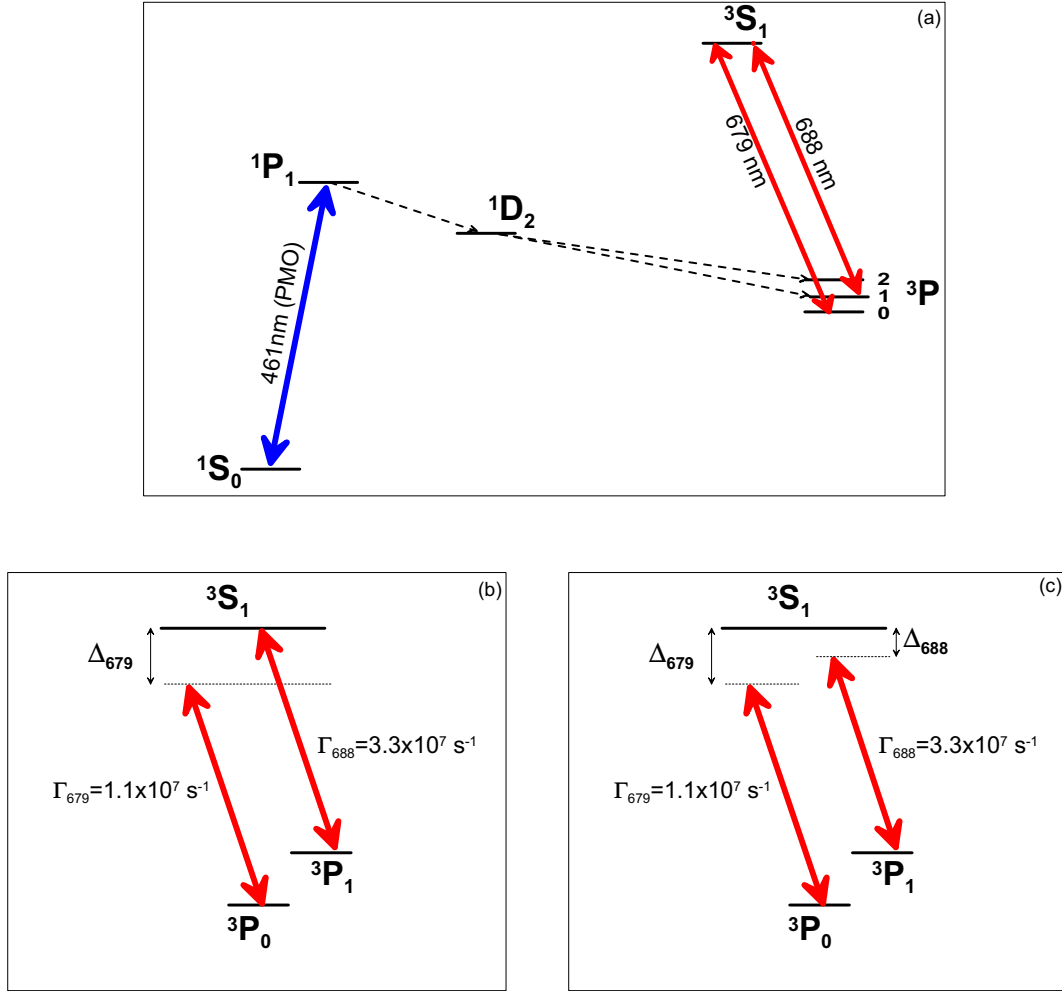 (a)
³S₁
679 nm
688 nm
¹P₁
¹D₂
2
1
0
³P
461nm (PMO)
¹S₀
(b)
³S₁
Δ₆₇₉
Γ₆₈₈=3.3x10⁷ s⁻¹
Γ₆₇₉=1.1x10⁷ s⁻¹
³P₁
³P₀
(c)
³S₁
Δ₆₇₉
Δ₆₈₈
Γ₆₈₈=3.3x10⁷ s⁻¹
Γ₆₇₉=1.1x10⁷ s⁻¹
³P₁
³P₀